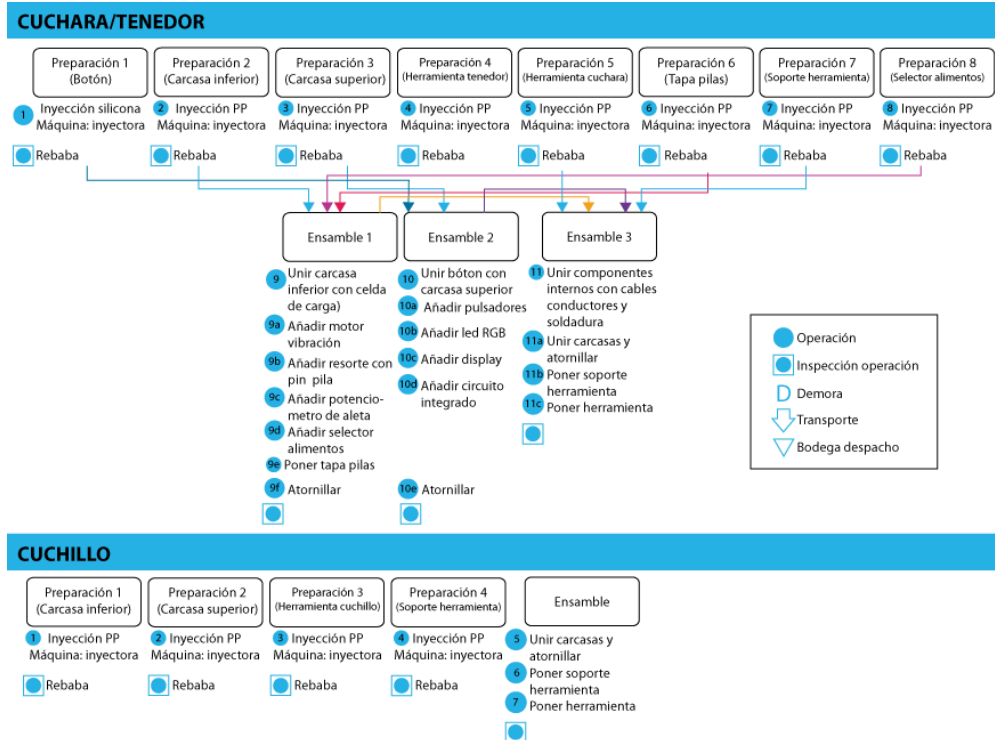 CUCHARA/TENEDOR
Preparación 1
(Botón)
Preparación 2
(Carcasa inferior)
Preparación 3
(Carcasa superior)
Preparación 4
(Herramienta tenedor)
Preparación 5
(Herramienta cuchara)
Preparación 6
(Tapa pilas)
Preparación 7
(Soporte herramienta)
Preparación 8
(Selector alimentos)
1 Inyección silicona
Máquina: inyectora
2 Inyección PP
Máquina: inyectora
3 Inyección PP
Máquina: inyectora
4 Inyección PP
Máquina: inyectora
5 Inyección PP
Máquina: inyectora
6 Inyección PP
Máquina: inyectora
7 Inyección PP
Máquina: inyectora
8 Inyección PP
Máquina: inyectora
Rebaba
Rebaba
Rebaba
Rebaba
Rebaba
Rebaba
Rebaba
Rebaba
Ensamble 1
9 Unir carcasa
inferior con celda
de carga)
9a Añadir motor
vibración
9b Añadir resorte con
pin pila
9c Añadir potencio-
metro de aleta
9d Añadir selector
alimentos
9e Poner tapa pilas
9f Atornillar
Ensamble 2
10 Unir bóton con
carcasa superior
10a Añadir pulsadores
10b Añadir led RGB
10c Añadir display
10d Añadir circuito
integrado
10e Atornillar
Ensamble 3
11 Unir componentes
internos con cables
conductores y
soldadura
11a Unir carcasas y
atornillar
11b Poner soporte
herramienta
11c Poner herramienta
Operación
Inspección operación
D Demora
Transporte
Bodega despacho
CUCHILLO
Preparación 1
(Carcasa inferior)
Preparación 2
(Carcasa superior)
Preparación 3
(Herramienta cuchillo)
Preparación 4
(Soporte herramienta)
Ensamble
1 Inyección PP
Máquina: inyectora
2 Inyección PP
Máquina: inyectora
3 Inyección PP
Máquina: inyectora
4 Inyección PP
Máquina: inyectora
Rebaba
Rebaba
Rebaba
Rebaba
5 Unir carcasas y
atornillar
6 Poner soporte
herramienta
7 Poner herramienta